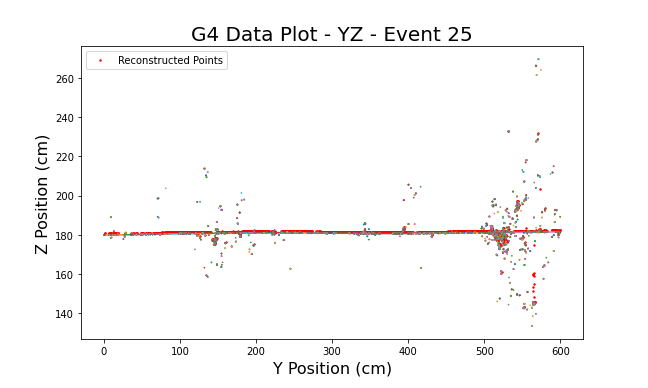 G4 Data Plot - YZ - Event 25
Reconstructed Points
Z Position (cm)
260
240
220
200
180
160
140
0 100 200 300 400 500 600
Y Position (cm)